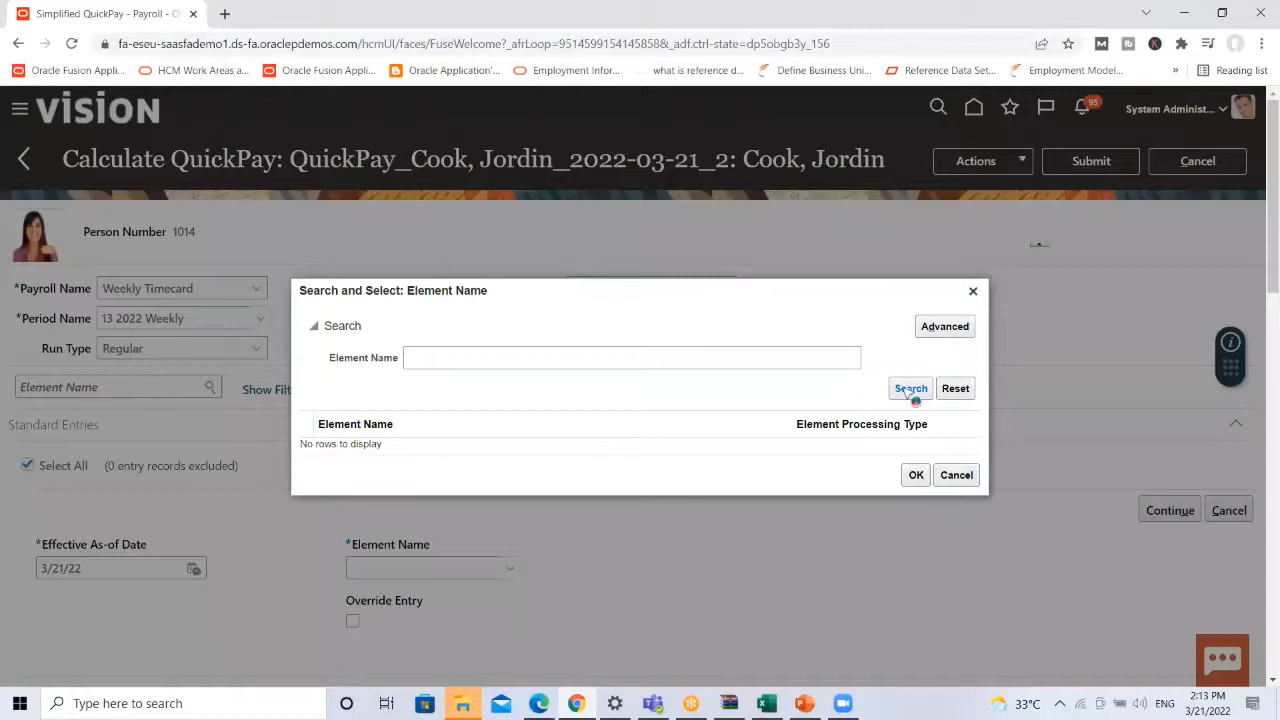 Simplified QuickPay - Payroll - O
fa-eseu-saasfademo1.ds-fa.oraclepdemos.com/hcmUI/faces/FuseWelcome?_afrLoop=9514599154145858&_adf.ctrl-state=dp5obgb3y_156
Oracle Fusion Appli... HCM Work Areas a... Oracle Fusion Appli... Oracle Application'... Employment Infor... what is reference d... Define Business Uni... Reference Data Set... Employment Model... » Reading list
vision
95
System Administ...
Calculate QuickPay: QuickPay_Cook, Jordin_2022-03-21_2: Cook, Jordin
Actions Submit Cancel
Person Number 1014
*Payroll Name Weekly Timecard
*Period Name 13 2022 Weekly
Run Type Regular
Element Name
Show Filt
Standard Entries
Select All (0 entry records excluded)
Search and Select: Element Name
Search
Advanced
Element Name
Search Reset
Element Name Element Processing Type
No rows to display
OK Cancel
Continue Cancel
*Effective As-of Date *Element Name
3/21/22
Override Entry
Type here to search
33°C
ENG
2:13 PM
3/21/2022